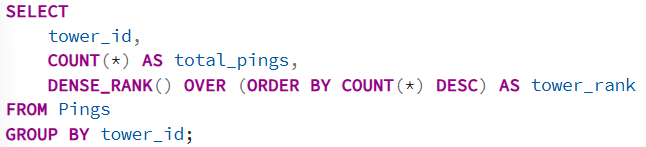 SELECT
    tower_id,
    COUNT(*) AS total_pings,
    DENSE_RANK() OVER (ORDER BY COUNT(*) DESC) AS tower_rank
FROM Pings
GROUP BY tower_id;